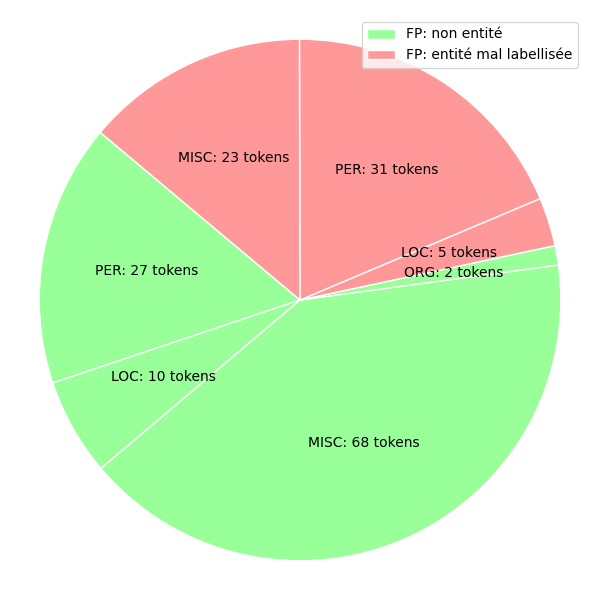 FP: non entité
FP: entité mal labellisée
MISC: 23 tokens
PER: 31 tokens
LOC: 5 tokens
PER: 27 tokens
ORG: 2 tokens
LOC: 10 tokens
MISC: 68 tokens